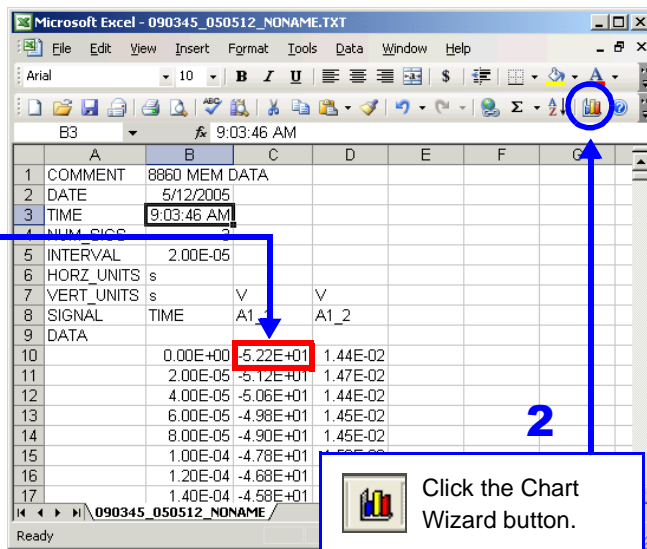 Microsoft Excel - 090345_050512_NONAME.TXT
File Edit View Insert Format Tools Data Window Help
Arial 10 B I U $ A
Σ
B3 fx 9:03:46 AM
A B C D E F G
1 COMMENT 8860 MEM DATA
2 DATE 5/12/2005
3 TIME 9:03:46 AM
4 NUM_SIGS 3
5 INTERVAL 2.00E-05
6 HORZ_UNITS s
7 VERT_UNITS s V V
8 SIGNAL TIME A1_1 A1_2
9 DATA
10 0.00E+00 -5.22E+01 1.44E-02
11 2.00E-05 -5.12E+01 1.47E-02
12 4.00E-05 -5.06E+01 1.44E-02
13 6.00E-05 -4.98E+01 1.45E-02
14 8.00E-05 -4.90E+01 1.45E-02
15 1.00E-04 -4.78E+01
16 1.20E-04 -4.68E+01
17 1.40E-04 -4.58E+01
090345_050512_NONAME
Ready
2
Click the Chart
Wizard button.